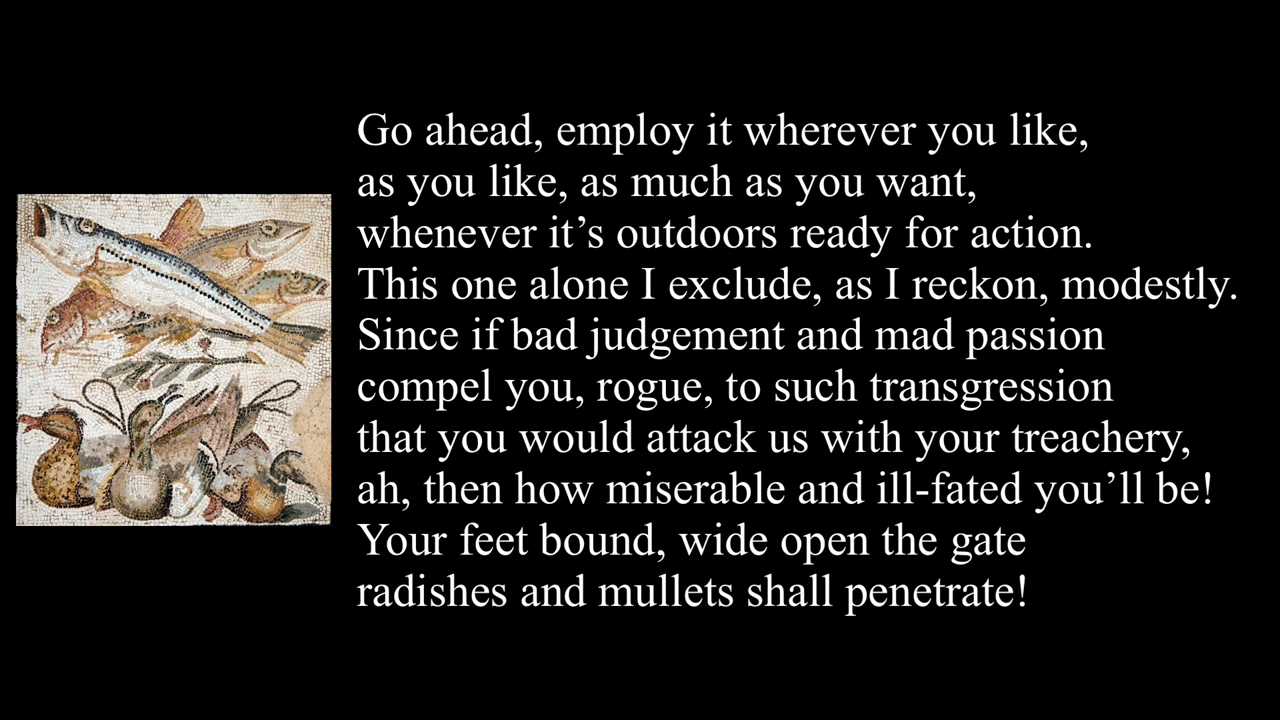 Go ahead, employ it wherever you like,
as you like, as much as you want,
whenever it’s outdoors ready for action.
This one alone I exclude, as I reckon, modestly.
Since if bad judgement and mad passion
compel you, rogue, to such transgression
that you would attack us with your treachery,
ah, then how miserable and ill-fated you’ll be!
Your feet bound, wide open the gate
radishes and mullets shall penetrate!